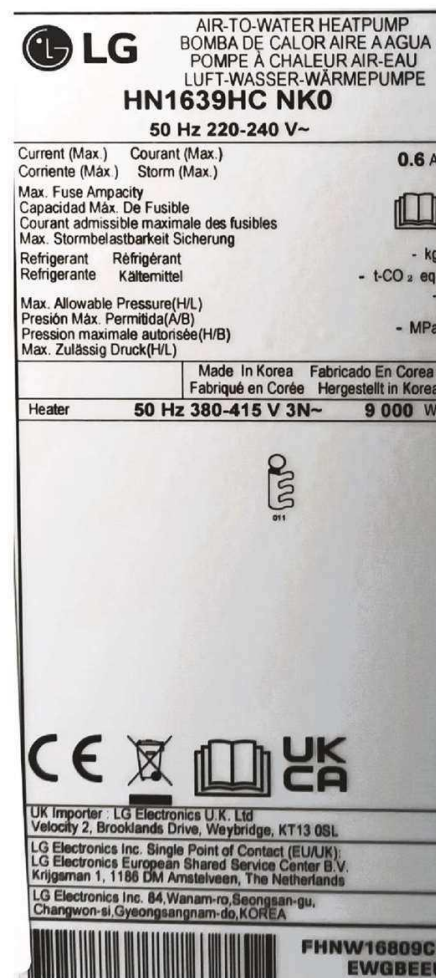 LG
AIR-TO-WATER HEATPUMP
BOMBA DE CALOR AIRE A AGUA
POMPE À CHALEUR AIR-EAU
LUFT-WASSER-WÄRMEPUMPE
HN1639HC NK0
50 Hz 220-240 V~
Current (Max.) Courant (Max.) 0.6 A
Corriente (Máx.) Storm (Max.)
Max. Fuse Ampacity
Capacidad Máx. De Fusible
Courant admissible maximale des fusibles
Max. Stormbelastbarkeit Sicherung
Refrigerant Réfrigérant - kg
Refrigerante Kältemittel - t-CO₂ eq
Max. Allowable Pressure(H/L) -
Presión Máx. Permitida(A/B)
Pression maximale autorisée(H/B) - MPa
Max. Zulässig Druck(H/L)
Made In Korea Fabricado En Corea
Fabriqué en Corée Hergestellt in Korea
Heater 50 Hz 380-415 V 3N~ 9 000 W
011
CE UK
CA
UK Importer : LG Electronics U.K. Ltd
Velocity 2, Brooklands Drive, Weybridge, KT13 0SL
LG Electronics Inc. Single Point of Contact (EU/UK):
LG Electronics European Shared Service Center B.V.
Krijgsman 1, 1186 DM Amstelveen, The Netherlands
LG Electronics Inc. 84,Wanam-ro,Seongsan-gu,
Changwon-si,Gyeongsangnam-do,KOREA
FHNW16809C
EWGBEE